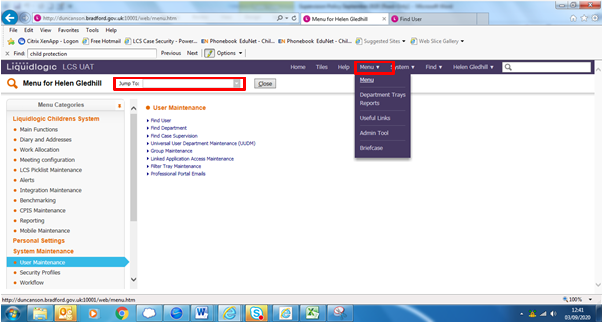 http://duncanson.bradford.gov.uk:10001/web/menu.htm
Menu for Helen Gledhill
Find User
File Edit View Favorites Tools Help
Citrix XenApp - Logon Free Hotmail LCS Case Security - Power... EIn Phonebook EduNet - Chil... EIn Phonebook EduNet - Chil... Suggested Sites Web Slice Gallery
Find: child protection Previous Next Options
Liquidlogic LCS UAT Home Titles Help Menu System Find Helen Gledhill
Menu for Helen Gledhill Jump To: Close
Menu
Department Trays
Reports
Useful Links
Admin Tool
Briefcase
Menu Categories
Liquidlogic Childrens System
Main Functions
Diary and Addresses
Work Allocation
Meeting configuration
LCS Picklist Maintenance
Alerts
Integration Maintenance
Benchmarking
CPIS Maintenance
Reporting
Mobile Maintenance
Personal Settings
System Maintenance
User Maintenance
Security Profiles
Workflow
User Maintenance
Find User
Find Department
Find Case Supervision
Universal User Department Maintenance (UUDM)
Group Maintenance
Linked Application Access Maintenance
Filter Tray Maintenance
Professional Portal Emails
http://duncanson.bradford.gov.uk:10001/web/menu.htm
100%
12:41
03/09/2020